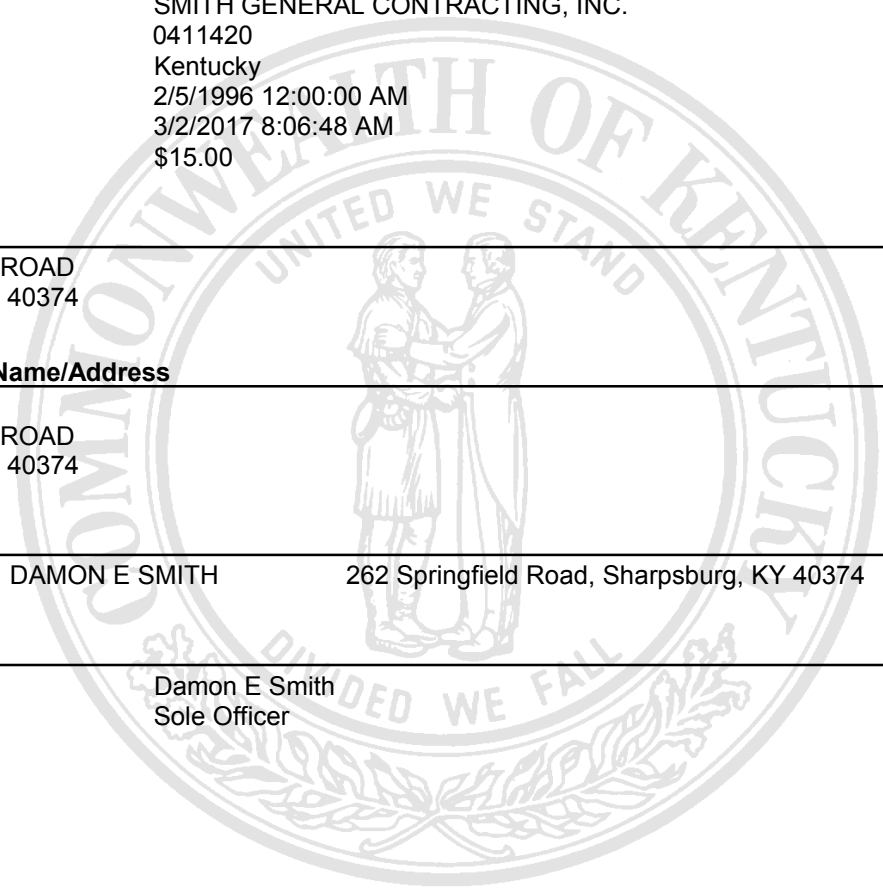 SMITH GENERAL CONTRACTING, INC.
0411420
Kentucky
2/5/1996 12:00:00 AM
3/2/2017 8:06:48 AM
$15.00
ROAD
40374
Name/Address
ROAD
40374
DAMON E SMITH 262 Springfield Road, Sharpsburg, KY 40374
Damon E Smith
Sole Officer
COMMONWEALTH OF KENTUCKY
UNITED WE STAND
DIVIDED WE FALL